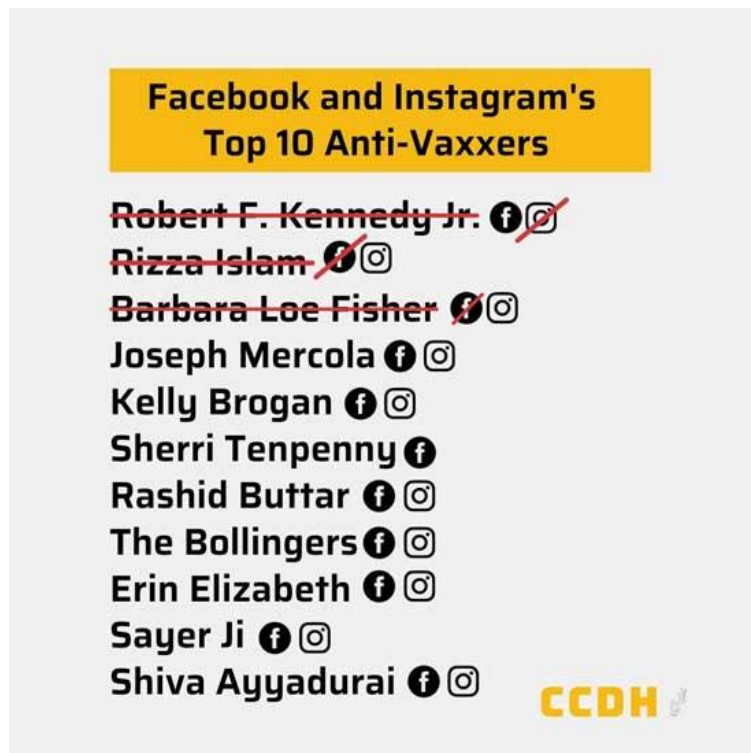 Facebook and Instagram's
Top 10 Anti-Vaxxers
Robert F. Kennedy Jr.
Rizza Islam
Barbara Loe Fisher
Joseph Mercola
Kelly Brogan
Sherri Tenpenny
Rashid Buttar
The Bollingers
Erin Elizabeth
Sayer Ji
Shiva Ayyadurai
CCDH